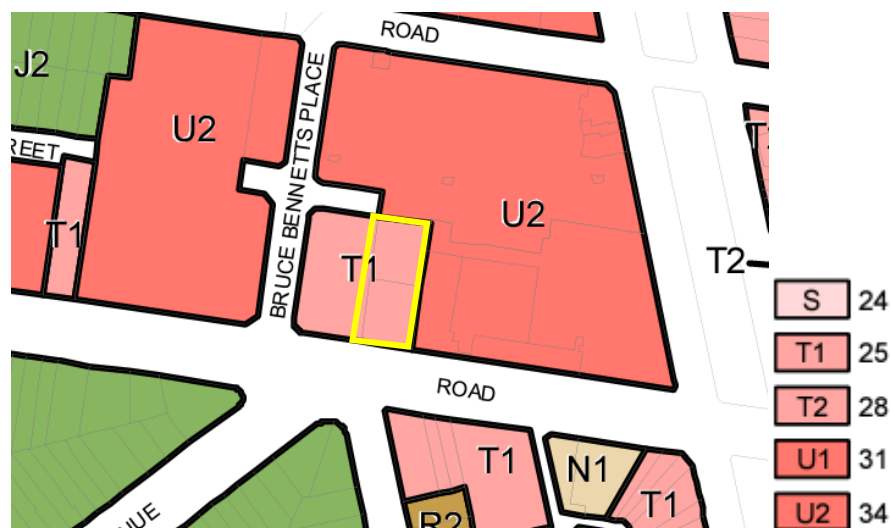 ROAD
J2
U2
BRUCE BENNETTS PLACE
REET
T1
U2
T1
T2
ROAD
T1
N1
T1
R2
UE
S 24
T1 25
T2 28
U1 31
U2 34